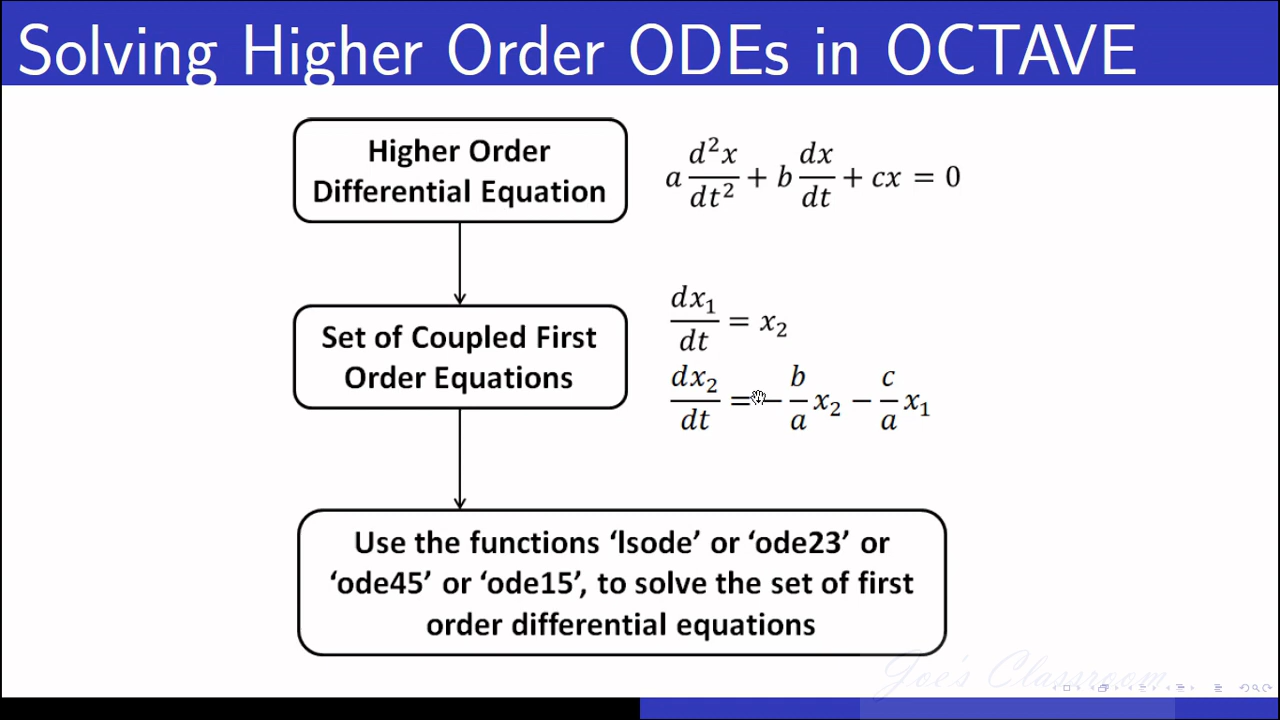 Solving Higher Order ODEs in OCTAVE
Higher Order
Differential Equation
a d²x/dt² + b dx/dt + cx = 0
Set of Coupled First
Order Equations
dx₁/dt = x₂
dx₂/dt = − b/a x₂ − c/a x₁
Use the functions ‘lsode’ or ‘ode23’ or
‘ode45’ or ‘ode15’, to solve the set of first
order differential equations
Joe's Classroom